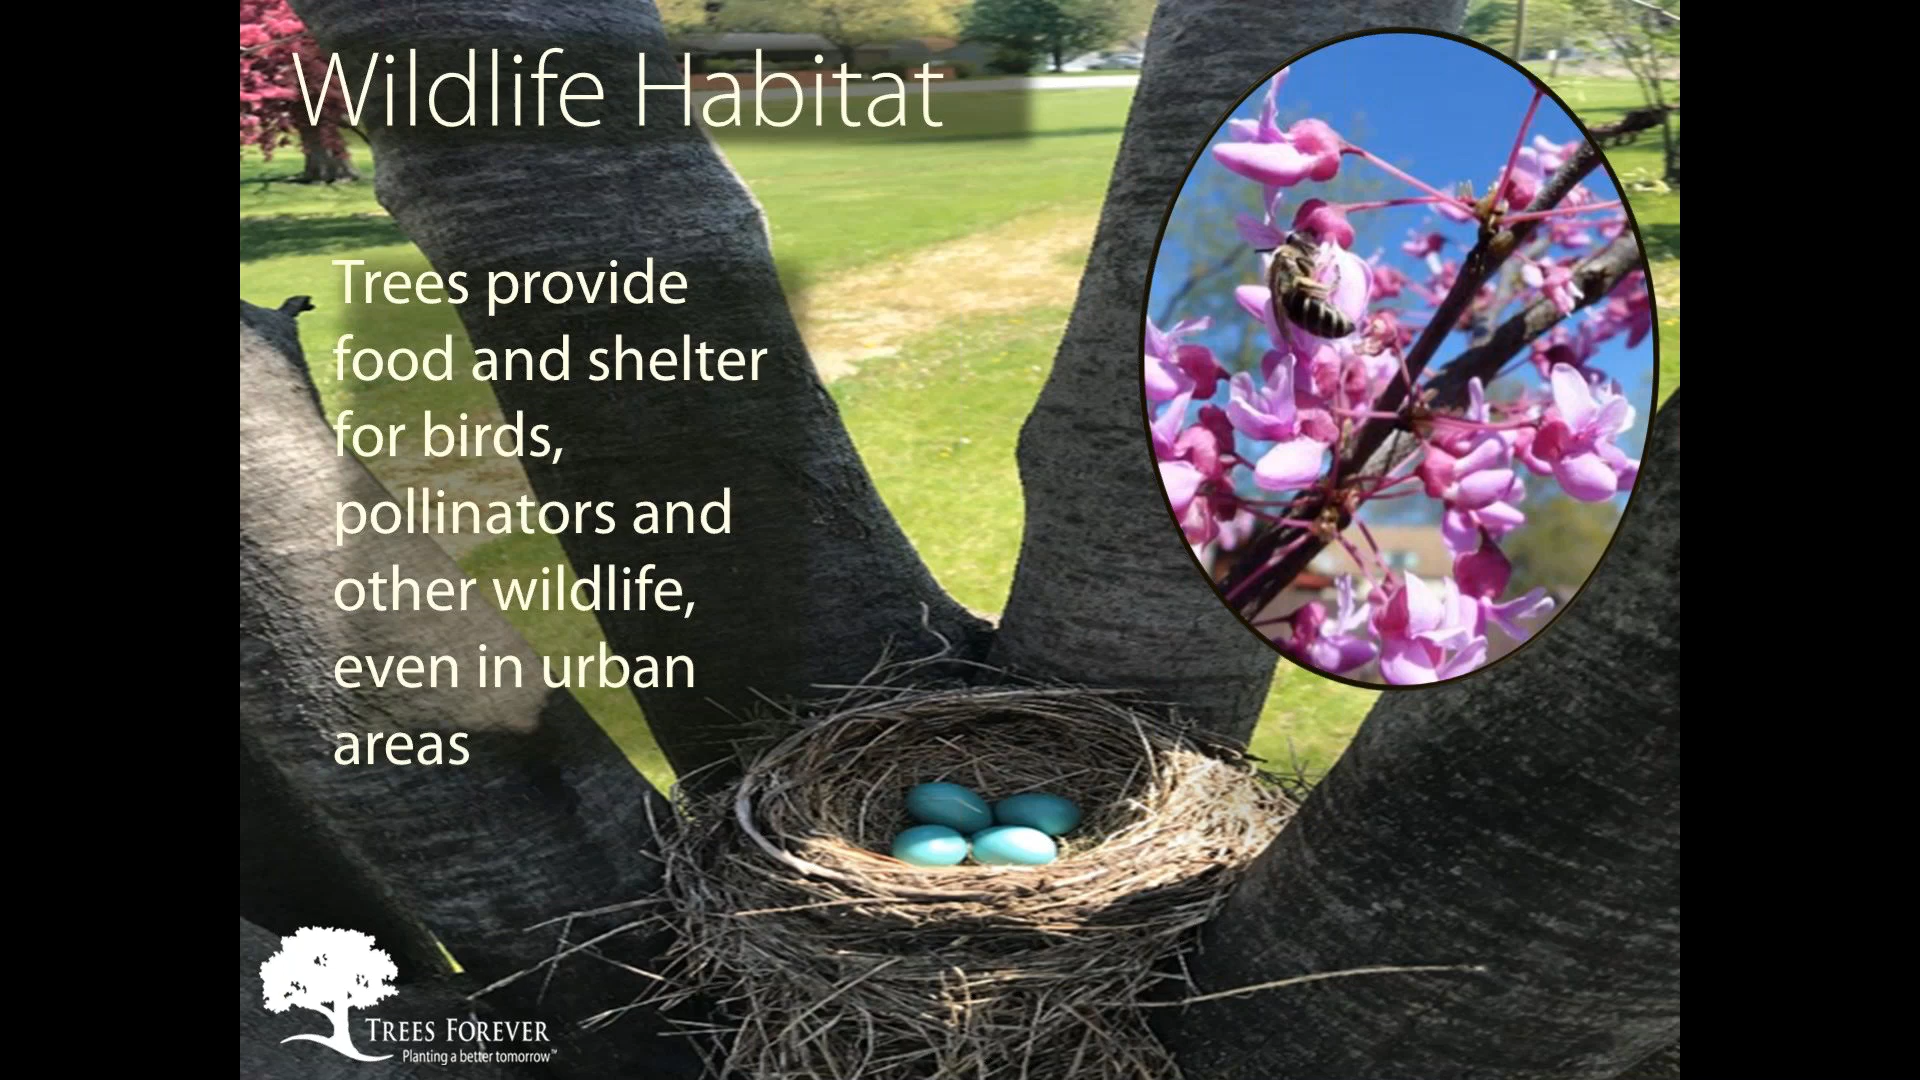 Wildlife Habitat
Trees provide
food and shelter
for birds,
pollinators and
other wildlife,
even in urban
areas
TREES FOREVER
Planting a better tomorrow™